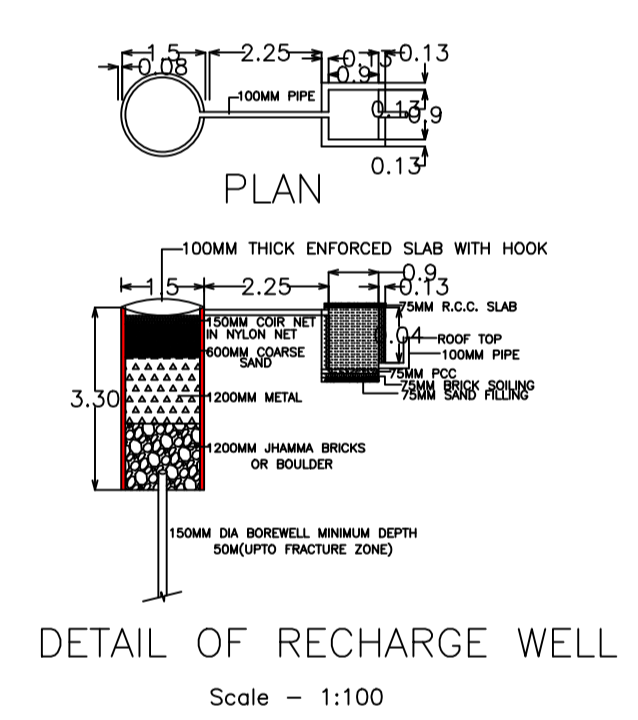 1.5
2.25
0.13
0.13
0.08
0.9
100MM PIPE
0.13
0.9
0.13
PLAN
100MM THICK ENFORCED SLAB WITH HOOK
1.5
2.25
0.9
0.13
75MM R.C.C. SLAB
150MM COIR NET
IN NYLON NET
ROOF TOP
600MM COARSE
SAND
100MM PIPE
75MM PCC
75MM BRICK SOILING
75MM SAND FILLING
3.30
1200MM METAL
1200MM JHAMMA BRICKS
OR BOULDER
150MM DIA BOREWELL MINIMUM DEPTH
50M(UPTO FRACTURE ZONE)
DETAIL OF RECHARGE WELL
Scale – 1:100